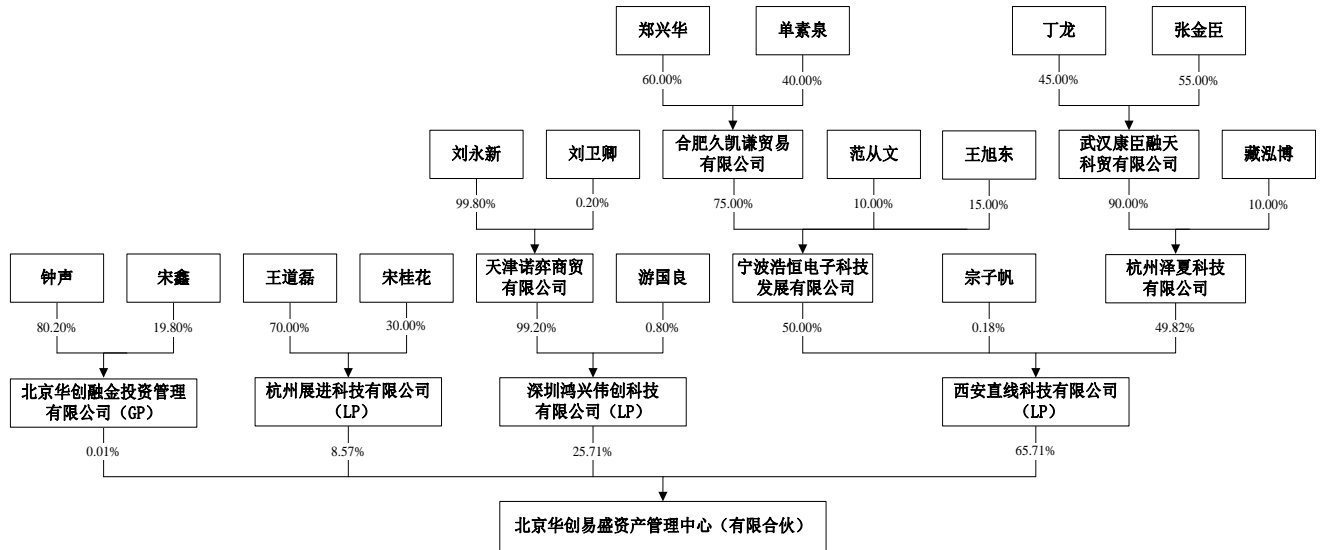 郑兴华
单素泉
丁龙
张金臣
60.00%
40.00%
45.00%
55.00%
刘永新
刘卫卿
合肥久凯谦贸易
有限公司
范从文
王旭东
武汉康臣融天
科贸有限公司
藏泓博
99.80%
0.20%
75.00%
10.00%
15.00%
90.00%
10.00%
钟声
宋鑫
王道磊
宋桂花
天津诺弈商贸
有限公司
游国良
宁波浩恒电子科技
发展有限公司
宗子帆
杭州泽夏科技
有限公司
80.20%
19.80%
70.00%
30.00%
99.20%
0.80%
50.00%
0.18%
49.82%
北京华创融金投资管理
有限公司（GP）
杭州展进科技有限公司
（LP）
深圳鸿兴伟创科技
有限公司（LP）
西安直线科技有限公司
（LP）
0.01%
8.57%
25.71%
65.71%
北京华创易盛资产管理中心（有限合伙）